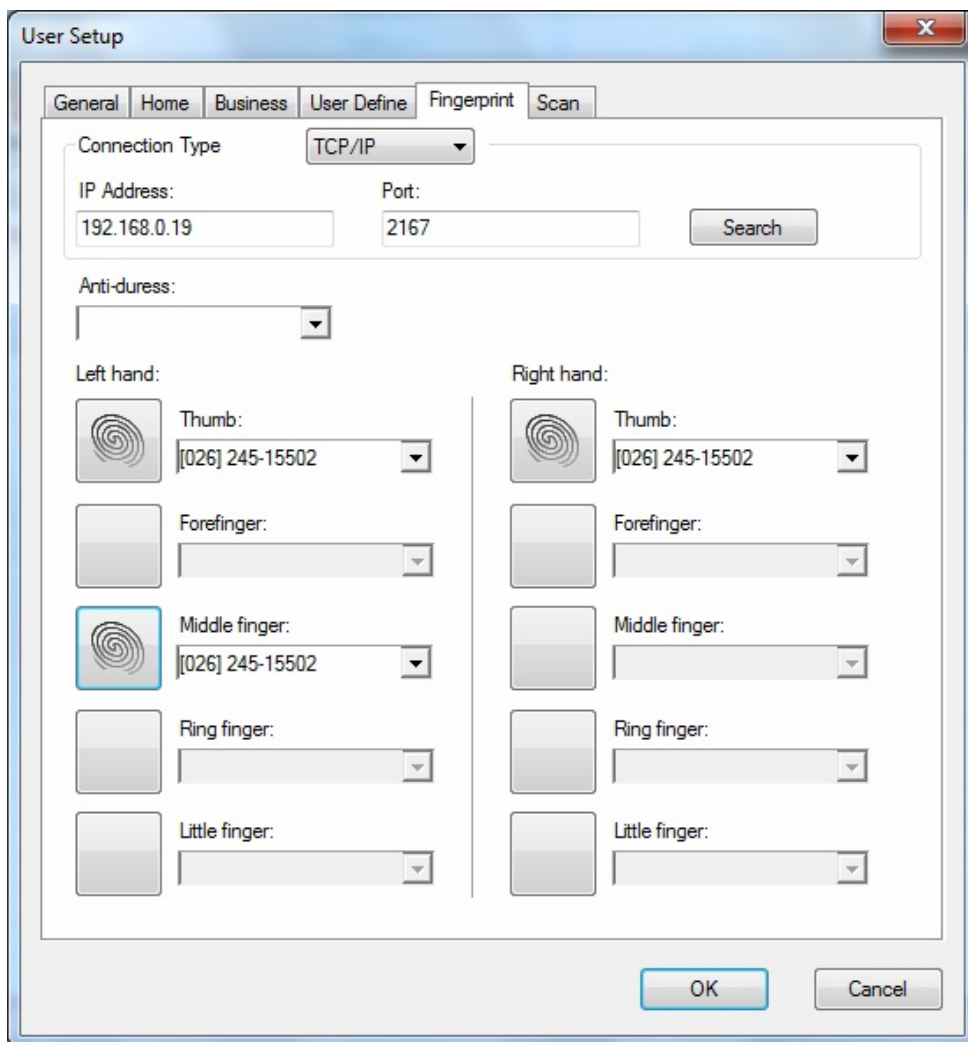 User Setup
General Home Business User Define Fingerprint Scan
Connection Type TCP/IP
IP Address: Port:
192.168.0.19 2167 Search
Anti-duress:
Left hand: Right hand:
Thumb: Thumb:
[026] 245-15502 [026] 245-15502
Forefinger: Forefinger:
Middle finger: Middle finger:
[026] 245-15502
Ring finger: Ring finger:
Little finger: Little finger:
OK Cancel